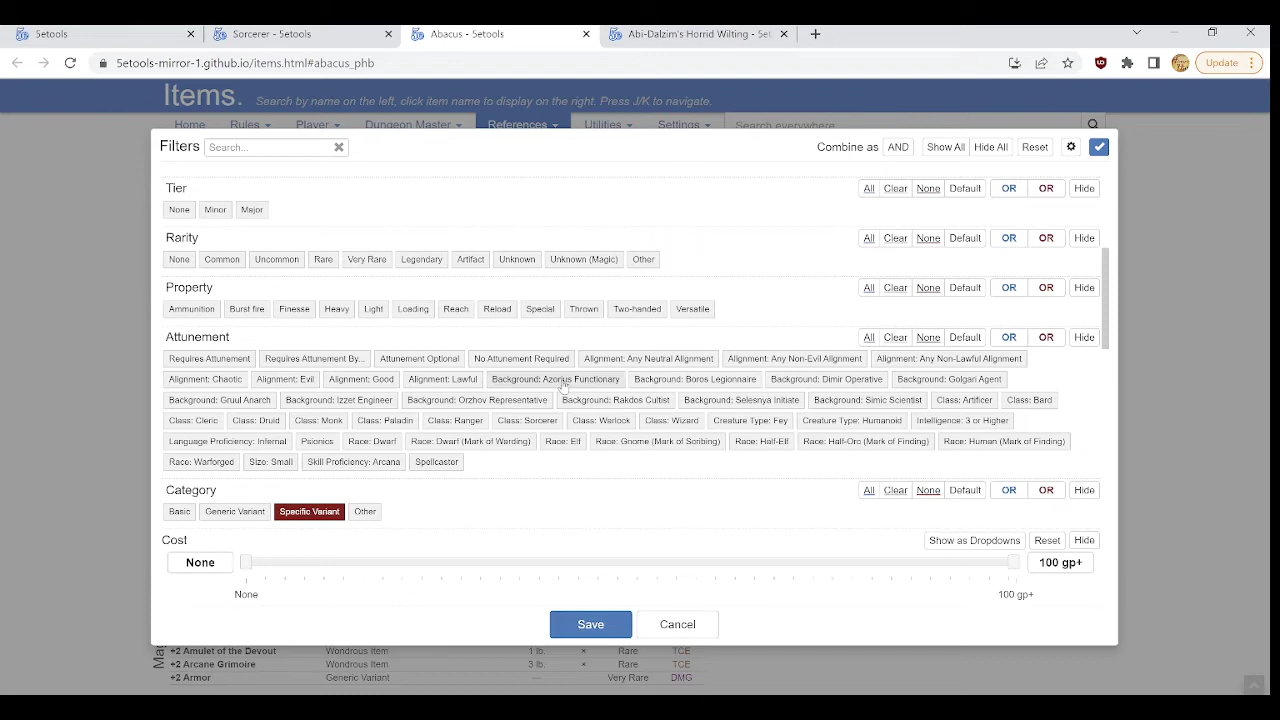 5etools
Sorcerer - 5etools
Abacus - 5etools
Abi-Dalzim's Horrid Wilting - 5et
5etools-mirror-1.github.io/items.html#abacus_phb
Update
Items. Search by name on the left, click item name to display on the right. Press J/K to navigate.
Home Rules Player Dungeon Master References Utilities Settings Search everywhere...
Filters Search... Combine as AND Show All Hide All Reset
Tier All Clear None Default OR OR Hide
None Minor Major
Rarity All Clear None Default OR OR Hide
None Common Uncommon Rare Very Rare Legendary Artifact Unknown Unknown (Magic) Other
Property All Clear None Default OR OR Hide
Ammunition Burst fire Finesse Heavy Light Loading Reach Reload Special Thrown Two-handed Versatile
Attunement All Clear None Default OR OR Hide
Requires Attunement Requires Attunement By... Attunement Optional No Attunement Required Alignment: Any Neutral Alignment Alignment: Any Non-Evil Alignment Alignment: Any Non-Lawful Alignment
Alignment: Chaotic Alignment: Evil Alignment: Good Alignment: Lawful Background: Azorius Functionary Background: Boros Legionnaire Background: Dimir Operative Background: Golgari Agent
Background: Gruul Anarch Background: Izzet Engineer Background: Orzhov Representative Background: Rakdos Cultist Background: Selesnya Initiate Background: Simic Scientist Class: Artificer Class: Bard
Class: Cleric Class: Druid Class: Monk Class: Paladin Class: Ranger Class: Sorcerer Class: Warlock Class: Wizard Creature Type: Fey Creature Type: Humanoid Intelligence: 3 or Higher
Language Proficiency: Infernal Psionics Race: Dwarf Race: Dwarf (Mark of Warding) Race: Elf Race: Gnome (Mark of Scribing) Race: Half-Elf Race: Half-Orc (Mark of Finding) Race: Human (Mark of Finding)
Race: Warforged Size: Small Skill Proficiency: Arcana Spellcaster
Category All Clear None Default OR OR Hide
Basic Generic Variant Specific Variant Other
Cost Show as Dropdowns Reset Hide
None 100 gp+
None 100 gp+
Save Cancel
+2 Amulet of the Devout Wondrous Item 1 lb. × Rare TCE
+2 Arcane Grimoire Wondrous Item 3 lb. × Rare TCE
+2 Armor Generic Variant — Very Rare DMG